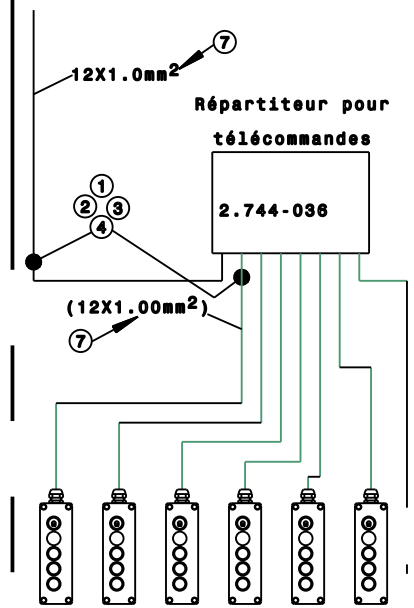 7
12X1.0mm²
Répartiteur pour
télécommandes
1
2 3
4
2.744-036
(12X1.00mm²)
7